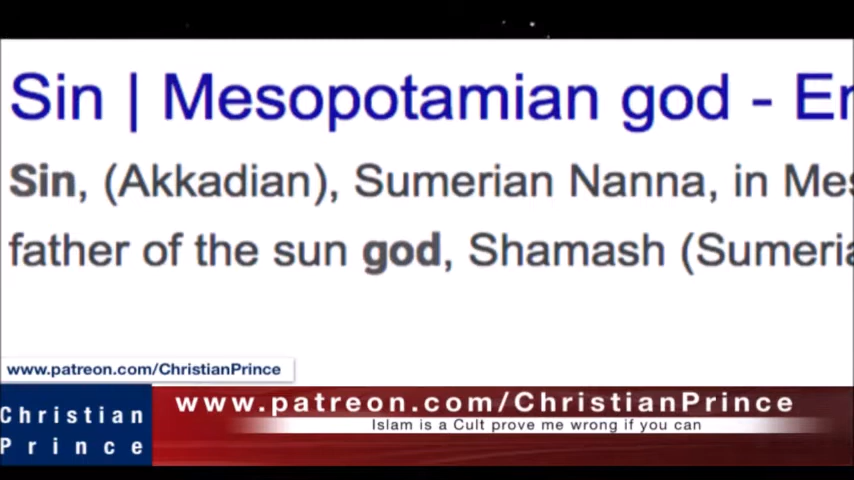 Sin | Mesopotamian god - En
Sin, (Akkadian), Sumerian Nanna, in Mes
father of the sun god, Shamash (Sumeria
www.patreon.com/ChristianPrince
www.patreon.com/ChristianPrince
Islam is a Cult prove me wrong if you can
Christian
Prince